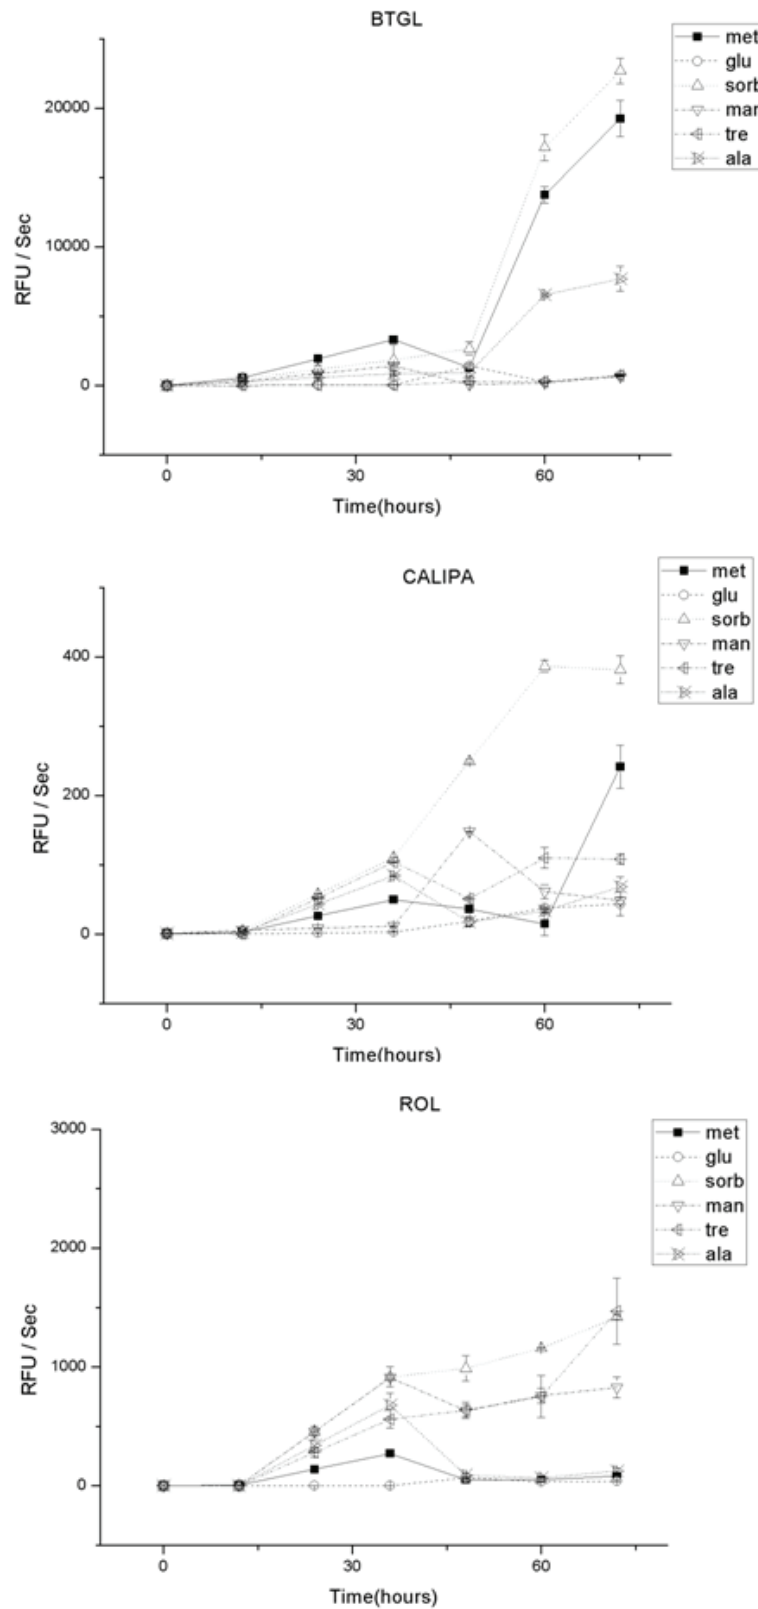 BTGL
met
glu
sorb
man
tre
ala
20000
10000
0
RFU / Sec
0
30
60
Time(hours)
CALIPA
met
glu
sorb
man
tre
ala
400
200
0
RFU / Sec
0
30
60
Time(hours)
ROL
met
glu
sorb
man
tre
ala
3000
2000
1000
0
RFU / Sec
0
30
60
Time(hours)